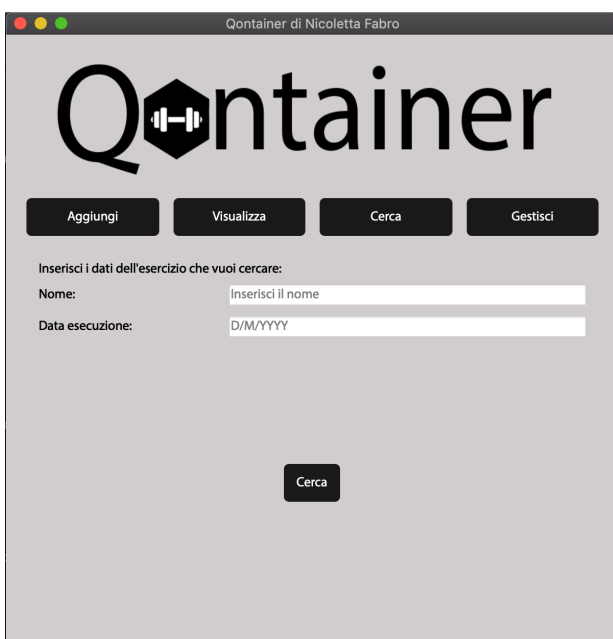 Qontainer di Nicoletta Fabro
Qontainer
Aggiungi Visualizza Cerca Gestisci
Inserisci i dati dell'esercizio che vuoi cercare:
Nome: Inserisci il nome
Data esecuzione: D/M/YYYY
Cerca